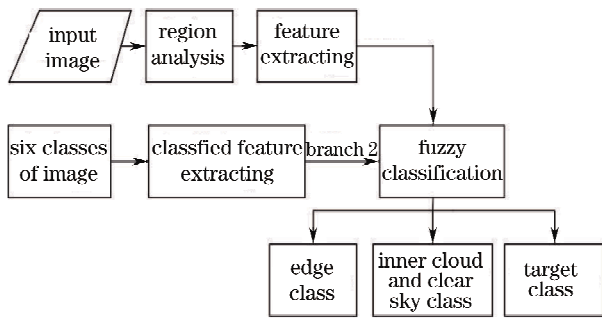 input
image
region
analysis
feature
extracting
six classes
of image
classfied feature
extracting
branch 2
fuzzy
classification
edge
class
inner cloud
and clear
sky class
target
class